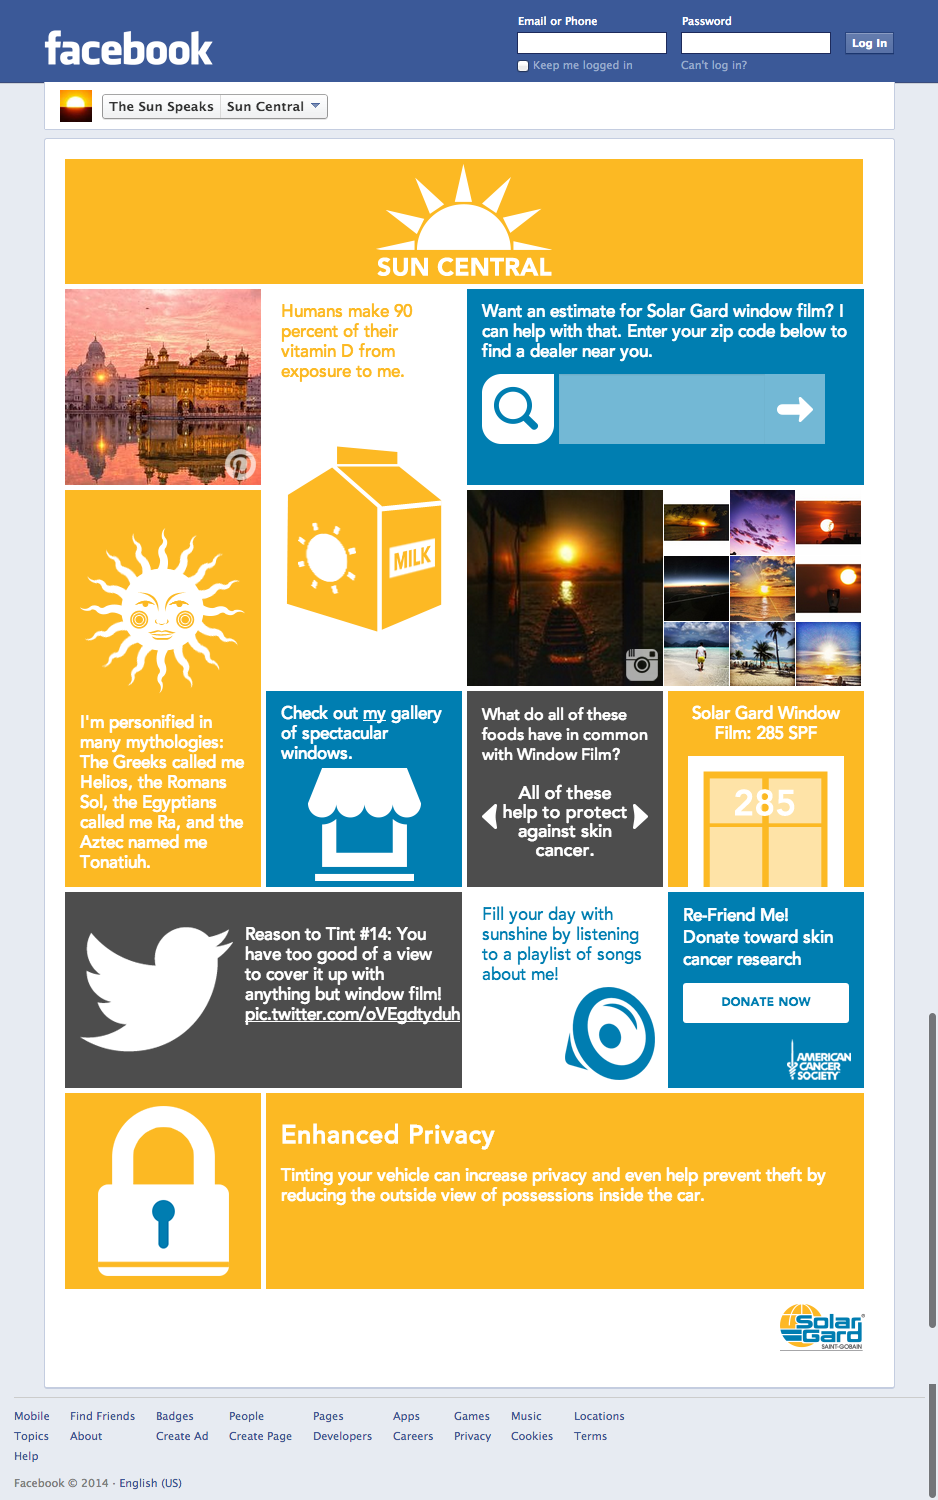 facebook
Email or Phone
Password
Log In
Keep me logged in
Can't log in?
The Sun Speaks
Sun Central
SUN CENTRAL
Humans make 90
percent of their
vitamin D from
exposure to me.
MILK
Want an estimate for Solar Gard window film? I
can help with that. Enter your zip code below to
find a dealer near you.
I'm personified in
many mythologies:
The Greeks called me
Helios, the Romans
Sol, the Egyptians
called me Ra, and the
Aztec named me
Tonatiuh.
Check out my gallery
of spectacular
windows.
What do all of these
foods have in common
with Window Film?
All of these
help to protect
against skin
cancer.
Solar Gard Window
Film: 285 SPF
285
Reason to Tint #14: You
have too good of a view
to cover it up with
anything but window film!
pic.twitter.com/oVEgdtyduh
Fill your day with
sunshine by listening
to a playlist of songs
about me!
Re-Friend Me!
Donate toward skin
cancer research
DONATE NOW
AMERICAN
CANCER
SOCIETY
Enhanced Privacy
Tinting your vehicle can increase privacy and even help prevent theft by
reducing the outside view of possessions inside the car.
Solar
Gard
SAINT-GOBAIN
Mobile Find Friends Badges People Pages Apps Games Music Locations
Topics About Create Ad Create Page Developers Careers Privacy Cookies Terms
Help
Facebook © 2014 · English (US)